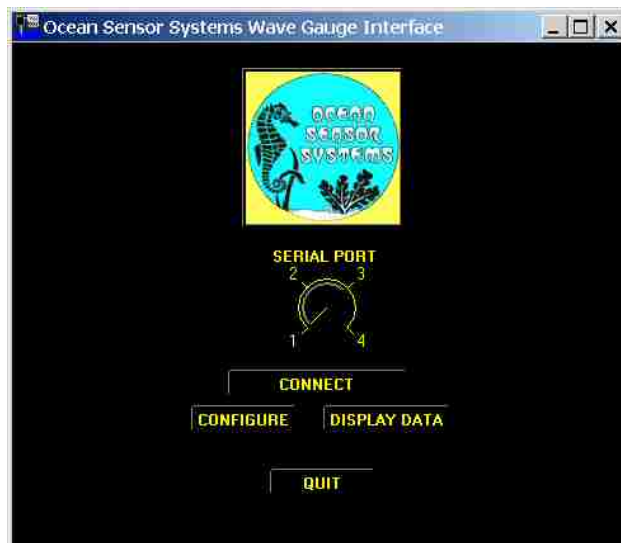 Ocean Sensor Systems Wave Gauge Interface
OCEAN
SENSOR
SYSTEMS
SERIAL PORT
2 3
1 4
CONNECT
CONFIGURE DISPLAY DATA
QUIT